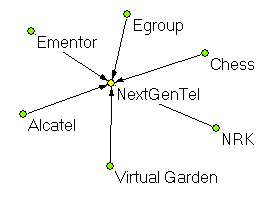 Egroup
Ementor
Chess
NextGenTel
Alcatel
NRK
Virtual Garden